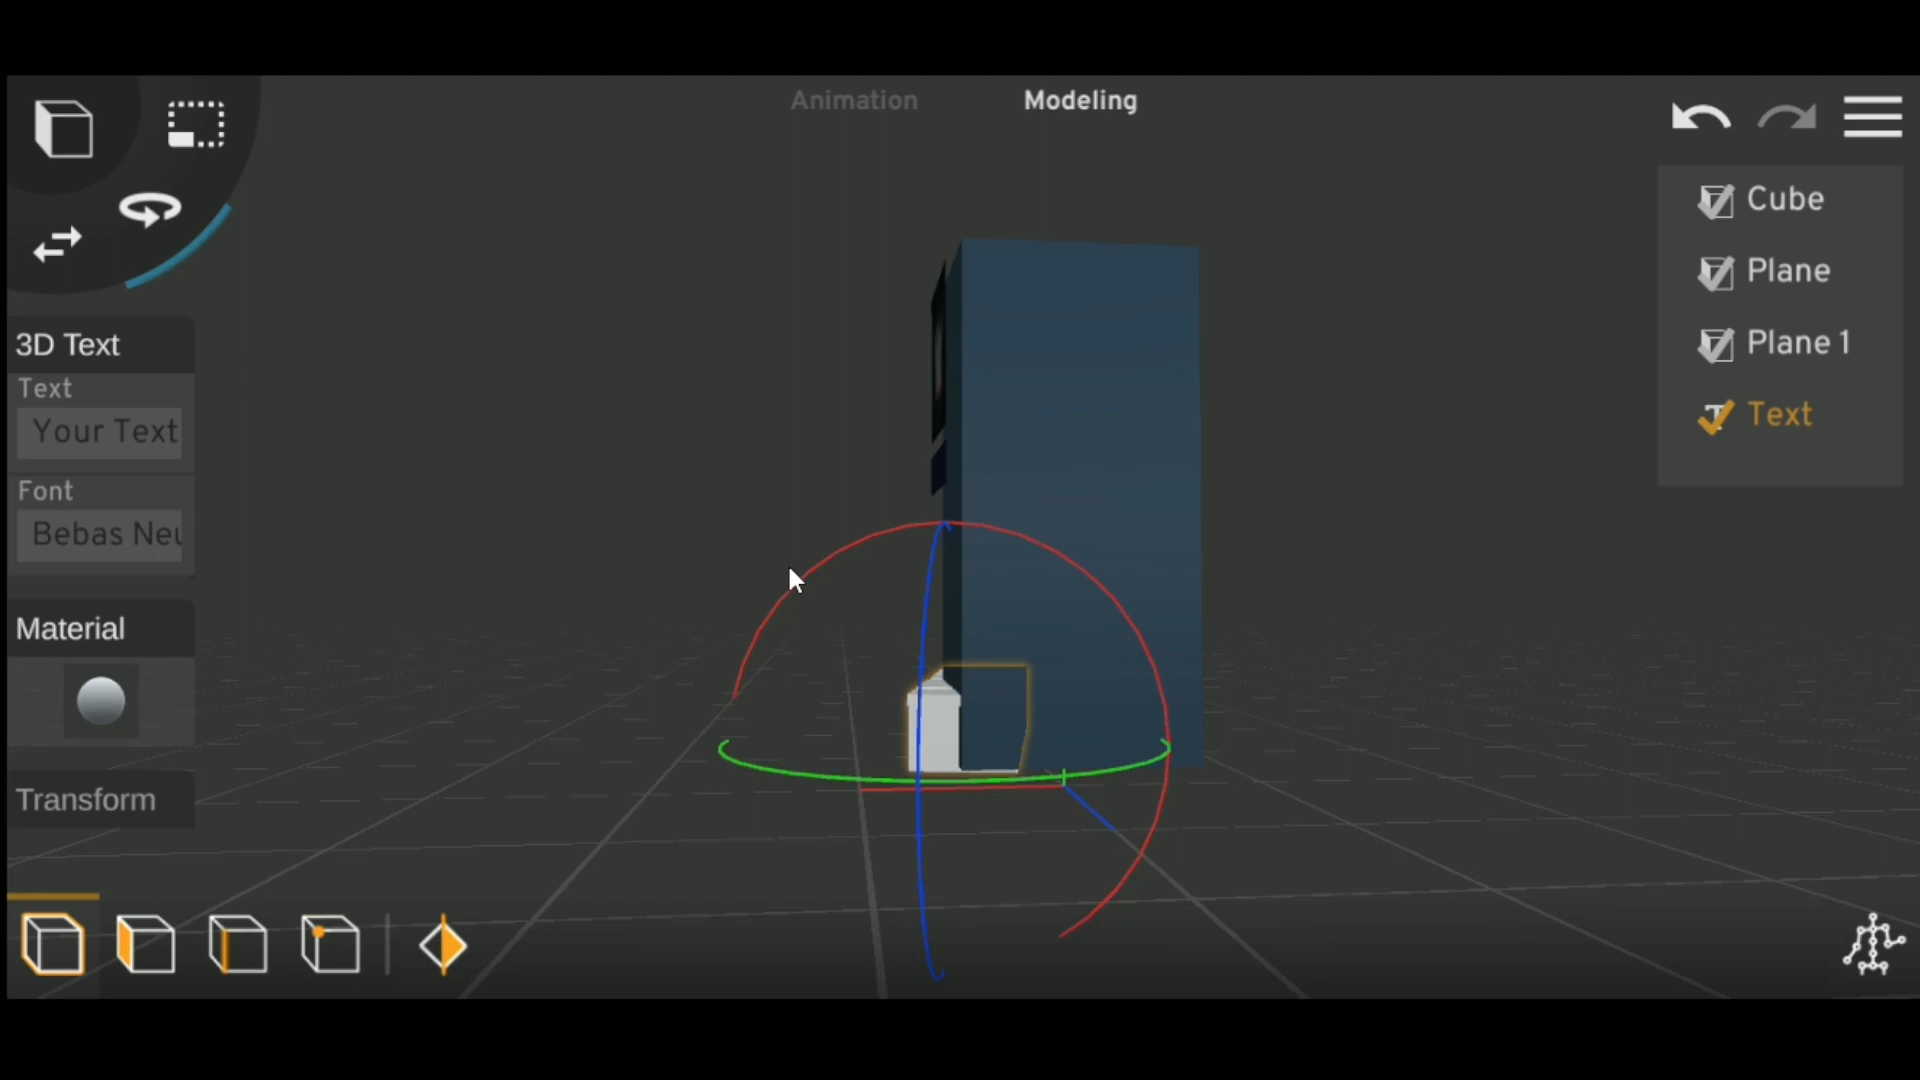 Animation
Modeling
Cube
Plane
Plane 1
Text
3D Text
Text
Your Text
Font
Bebas Neu
Material
Transform